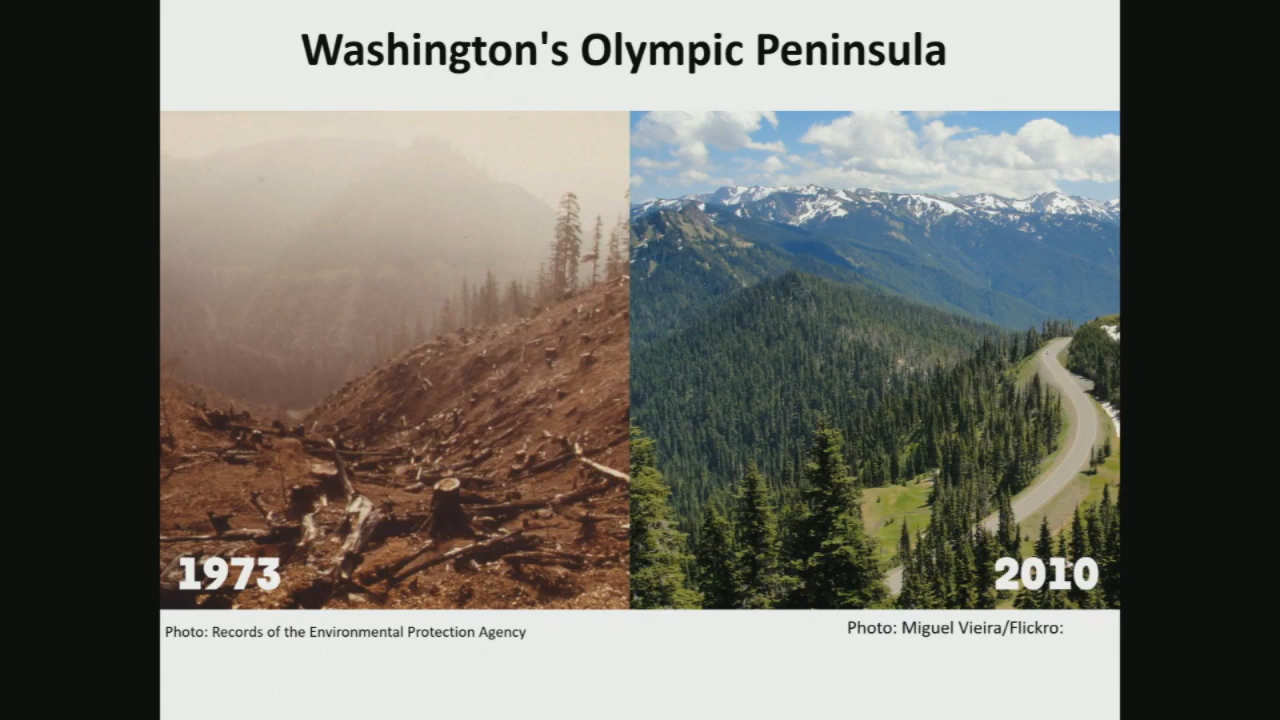 Washington's Olympic Peninsula
1973
2010
Photo: Records of the Environmental Protection Agency
Photo: Miguel Vieira/Flickro: